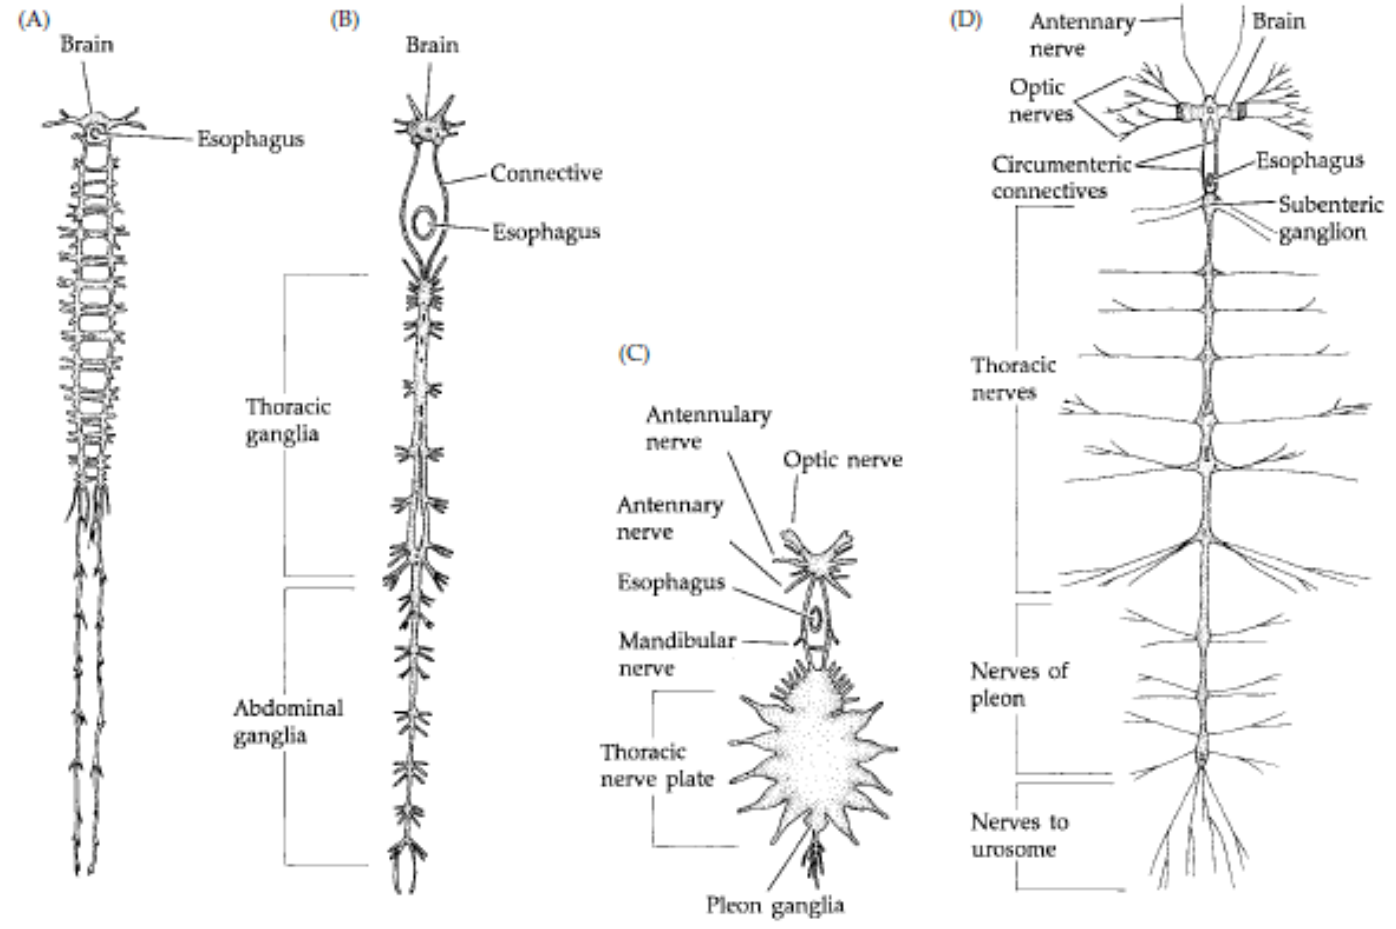 (A)
Brain
Esophagus
(B)
Brain
Connective
Esophagus
Thoracic
ganglia
Abdominal
ganglia
(C)
Antennulary
nerve
Optic nerve
Antennary
nerve
Esophagus
Mandibular
nerve
Thoracic
nerve plate
Pleon ganglia
(D)
Antennary
nerve
Brain
Optic
nerves
Circumenteric
connectives
Esophagus
Subenteric
ganglion
Thoracic
nerves
Nerves of
pleon
Nerves to
urosome